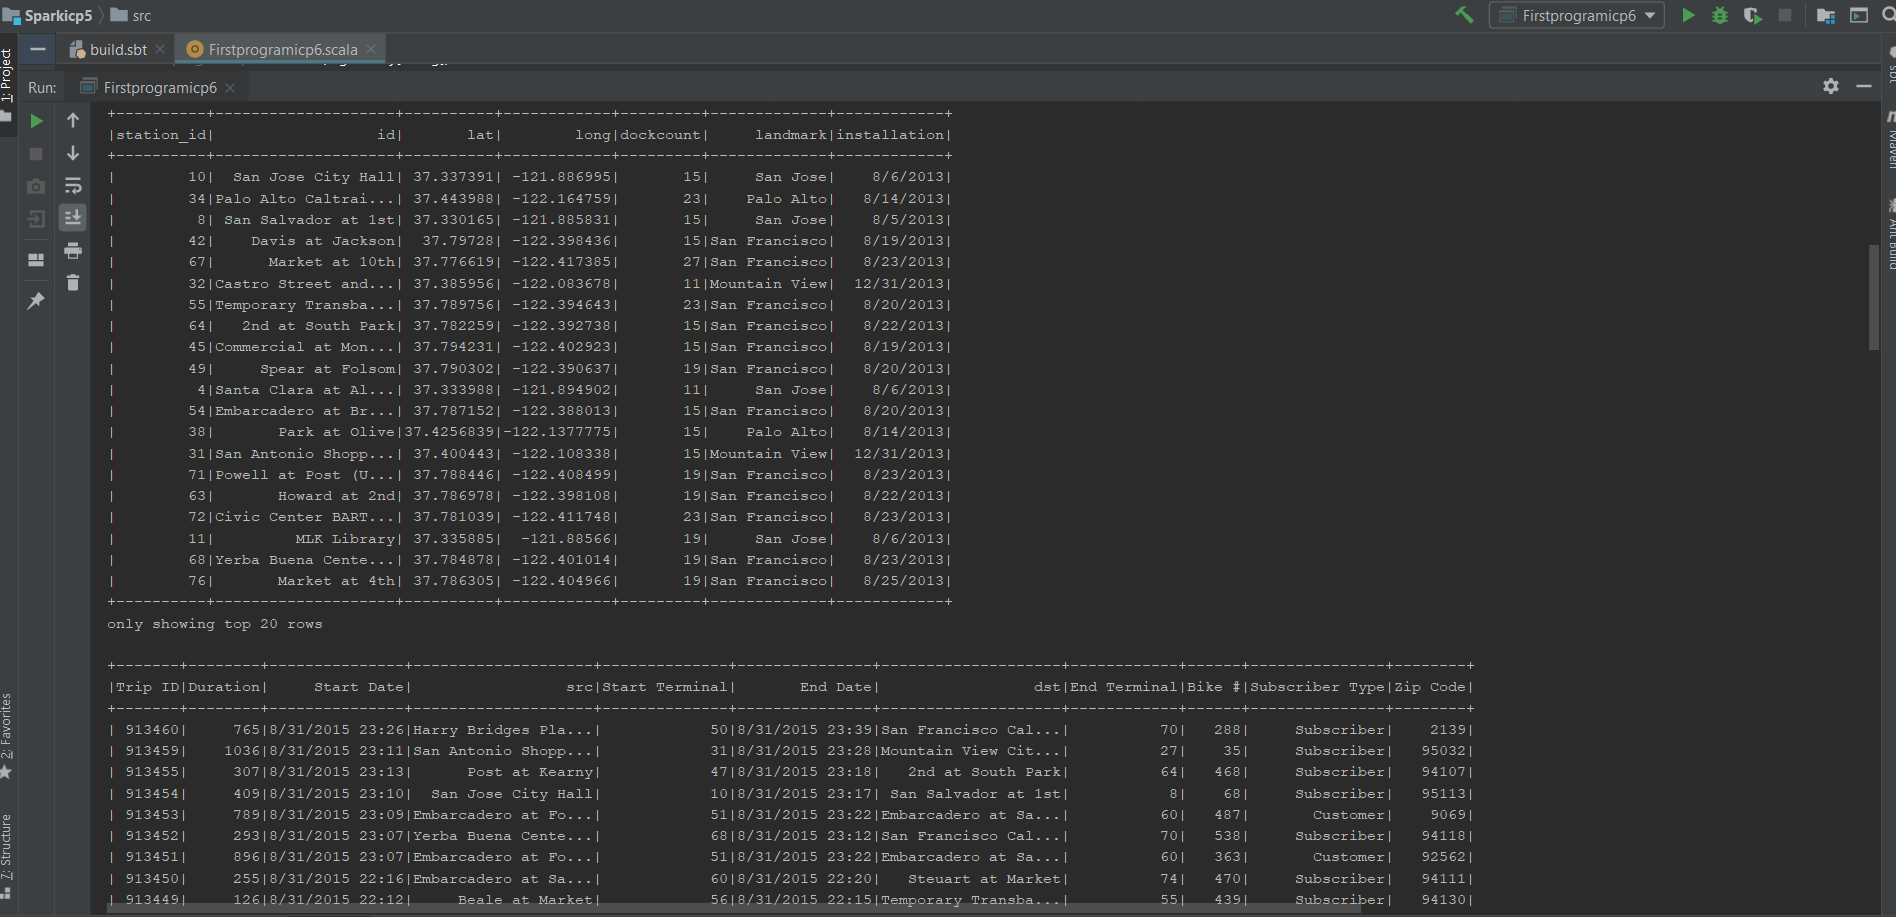 Sparkicp5 src Firstprogramicp6
build.sbt Firstprogramicp6.scala
1: Project
Run: Firstprogramicp6
+----------+--------------------+----------+------------+---------+-------------+------------+
|station_id|                  id|       lat|        long|dockcount|     landmark|installation|
+----------+--------------------+----------+------------+---------+-------------+------------+
|        10|  San Jose City Hall| 37.337391| -121.886995|       15|     San Jose|    8/6/2013|
|        34|Palo Alto Caltrai...| 37.443988| -122.164759|       23|    Palo Alto|   8/14/2013|
|         8| San Salvador at 1st| 37.330165| -121.885831|       15|     San Jose|    8/5/2013|
|        42|    Davis at Jackson|  37.79728| -122.398436|       15|San Francisco|   8/19/2013|
|        67|      Market at 10th| 37.776619| -122.417385|       27|San Francisco|   8/23/2013|
|        32|Castro Street and...| 37.385956| -122.083678|       11|Mountain View|  12/31/2013|
|        55|Temporary Transba...| 37.789756| -122.394643|       23|San Francisco|   8/20/2013|
|        64|   2nd at South Park| 37.782259| -122.392738|       15|San Francisco|   8/22/2013|
|        45|Commercial at Mon...| 37.794231| -122.402923|       15|San Francisco|   8/19/2013|
|        49|     Spear at Folsom| 37.790302| -122.390637|       19|San Francisco|   8/20/2013|
|         4|Santa Clara at Al...| 37.333988| -121.894902|       11|     San Jose|    8/6/2013|
|        54|Embarcadero at Br...| 37.787152| -122.388013|       15|San Francisco|   8/20/2013|
|        38|       Park at Olive|37.4256839|-122.1377775|       15|    Palo Alto|   8/14/2013|
|        31|San Antonio Shopp...| 37.400443| -122.108338|       15|Mountain View|  12/31/2013|
|        71|Powell at Post (U...| 37.788446| -122.408499|       19|San Francisco|   8/23/2013|
|        63|       Howard at 2nd| 37.786978| -122.398108|       19|San Francisco|   8/22/2013|
|        72|Civic Center BART...| 37.781039| -122.411748|       23|San Francisco|   8/23/2013|
|        11|         MLK Library| 37.335885|  -121.88566|       19|     San Jose|    8/6/2013|
|        68|Yerba Buena Cente...| 37.784878| -122.401014|       19|San Francisco|   8/23/2013|
|        76|       Market at 4th| 37.786305| -122.404966|       19|San Francisco|   8/25/2013|
+----------+--------------------+----------+------------+---------+-------------+------------+
only showing top 20 rows
+-------+--------+---------------+--------------------+--------------+---------------+--------------------+------------+------+---------------+--------+
|Trip ID|Duration|     Start Date|                 src|Start Terminal|       End Date|                 dst|End Terminal|Bike #|Subscriber Type|Zip Code|
+-------+--------+---------------+--------------------+--------------+---------------+--------------------+------------+------+---------------+--------+
| 913460|     765|8/31/2015 23:26|Harry Bridges Pla...|            50|8/31/2015 23:39|San Francisco Cal...|          70|   288|     Subscriber|    2139|
| 913459|    1036|8/31/2015 23:11|San Antonio Shopp...|            31|8/31/2015 23:28|Mountain View Cit...|          27|    35|     Subscriber|   95032|
| 913455|     307|8/31/2015 23:13|      Post at Kearny|            47|8/31/2015 23:18|   2nd at South Park|          64|   468|     Subscriber|   94107|
| 913454|     409|8/31/2015 23:10|  San Jose City Hall|            10|8/31/2015 23:17| San Salvador at 1st|           8|    68|     Subscriber|   95113|
| 913453|     789|8/31/2015 23:09|Embarcadero at Fo...|            51|8/31/2015 23:22|Embarcadero at Sa...|          60|   487|       Customer|    9069|
| 913452|     293|8/31/2015 23:07|Yerba Buena Cente...|            68|8/31/2015 23:12|San Francisco Cal...|          70|   538|     Subscriber|   94118|
| 913451|     896|8/31/2015 23:07|Embarcadero at Fo...|            51|8/31/2015 23:22|Embarcadero at Sa...|          60|   363|       Customer|   92562|
| 913450|     255|8/31/2015 22:16|Embarcadero at Sa...|            60|8/31/2015 22:20|   Steuart at Market|          74|   470|     Subscriber|   94111|
| 913449|     126|8/31/2015 22:12|     Beale at Market|            56|8/31/2015 22:15|Temporary Transba...|          55|   439|     Subscriber|   94130|
2: Favorites
7: Structure
sbt
Maven
Ant Build